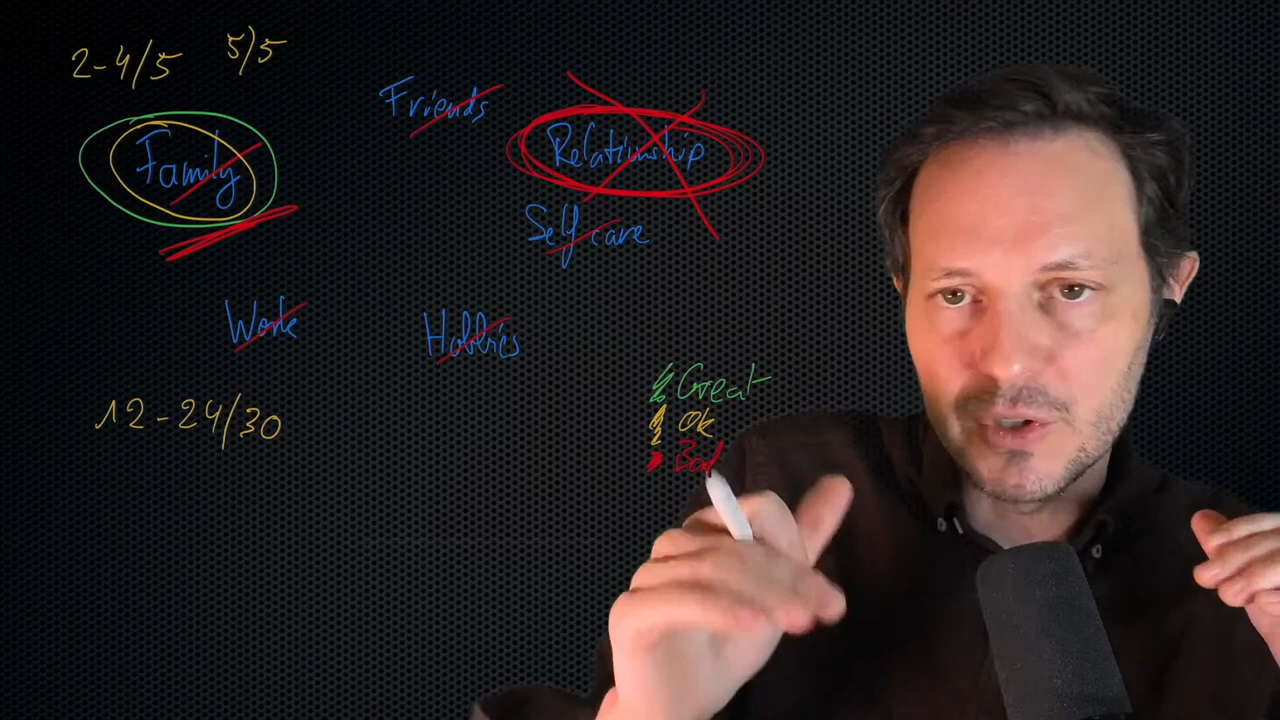 2-4/5 5/5
Friends
Family
Relationship
Self care
Work
Hobbies
Great
12-24/30
Ok
Bad